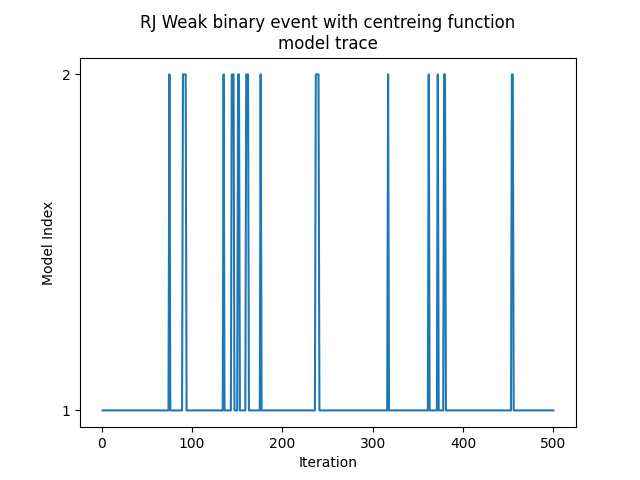 RJ Weak binary event with centreing function
model trace
2
1
Model Index
0 100 200 300 400 500
Iteration